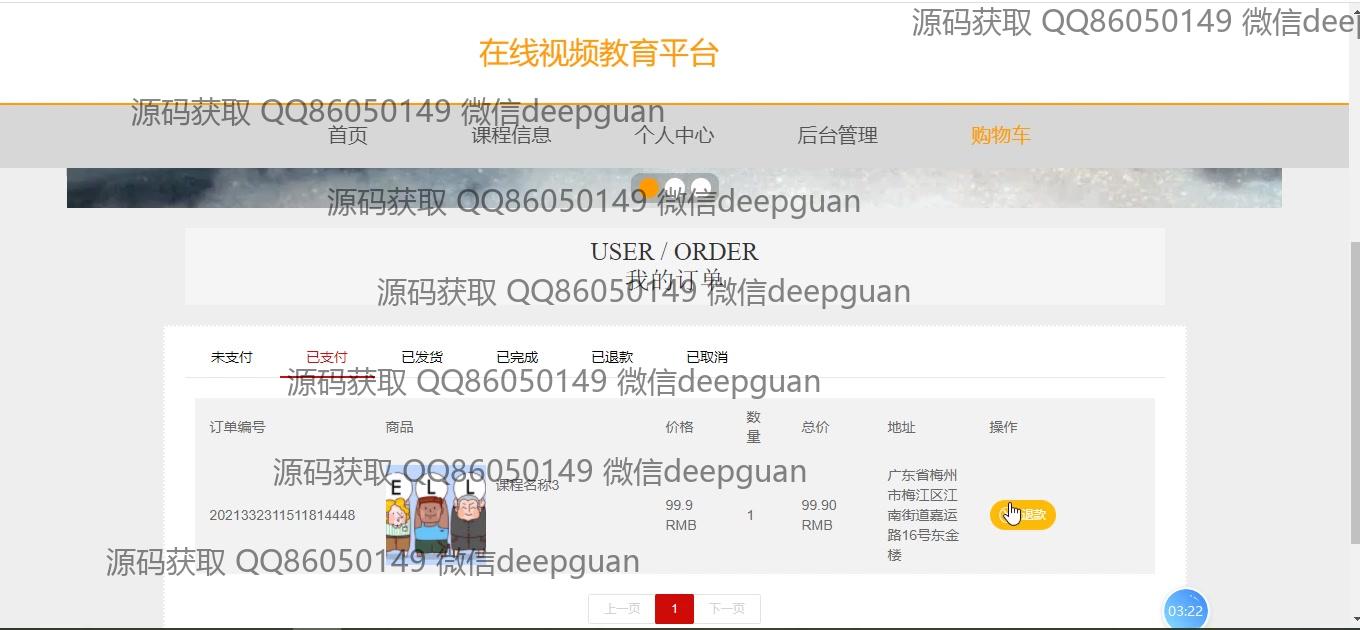 源码获取 QQ86050149 微信deep
在线视频教育平台
源码获取 QQ86050149 微信deepguan
首页 课程信息 个人中心 后台管理 购物车
源码获取 QQ86050149 微信deepguan
USER / ORDER
我的订单
源码获取 QQ86050149 微信deepguan
未支付 已支付 已发货 已完成 已退款 已取消
源码获取 QQ86050149 微信deepguan
订单编号 商品 价格 数量 总价 地址 操作
源码获取 QQ86050149 微信deepguan
E L L
课程名称3
2021332311511814448
99.9
RMB
1
99.90
RMB
广东省梅州
市梅江区江
南街道嘉运
路16号东金
楼
退款
源码获取 QQ86050149 微信deepguan
上一页 1 下一页
03:22